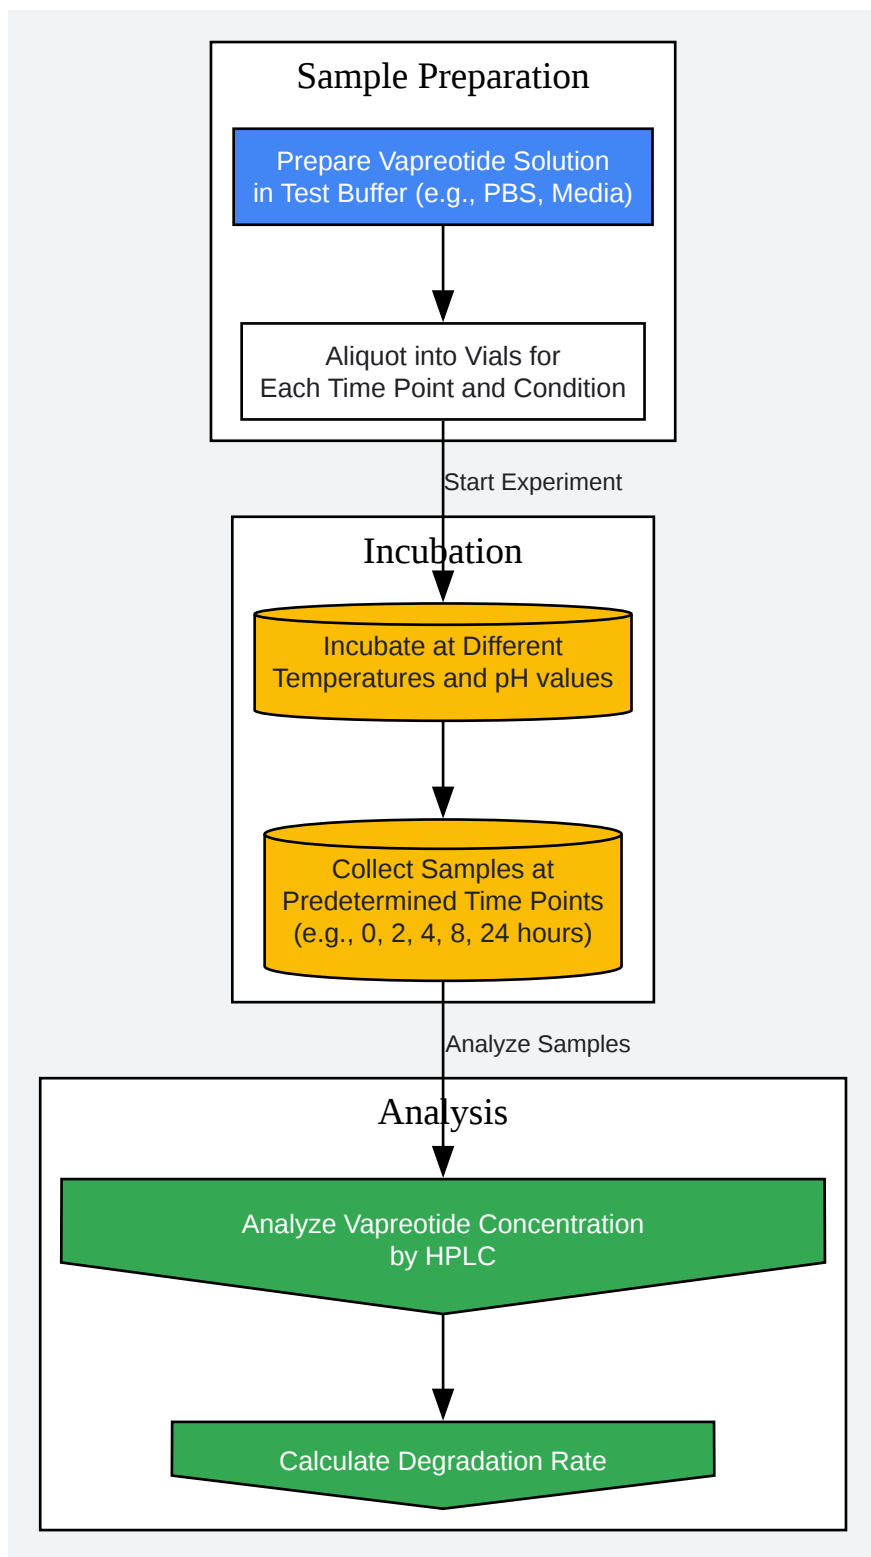 Sample Preparation
Prepare Vapreotide Solution
in Test Buffer (e.g., PBS, Media)
Aliquot into Vials for
Each Time Point and Condition
Start Experiment
Incubation
Incubate at Different
Temperatures and pH values
Collect Samples at
Predetermined Time Points
(e.g., 0, 2, 4, 8, 24 hours)
Analyze Samples
Analysis
Analyze Vapreotide Concentration
by HPLC
Calculate Degradation Rate